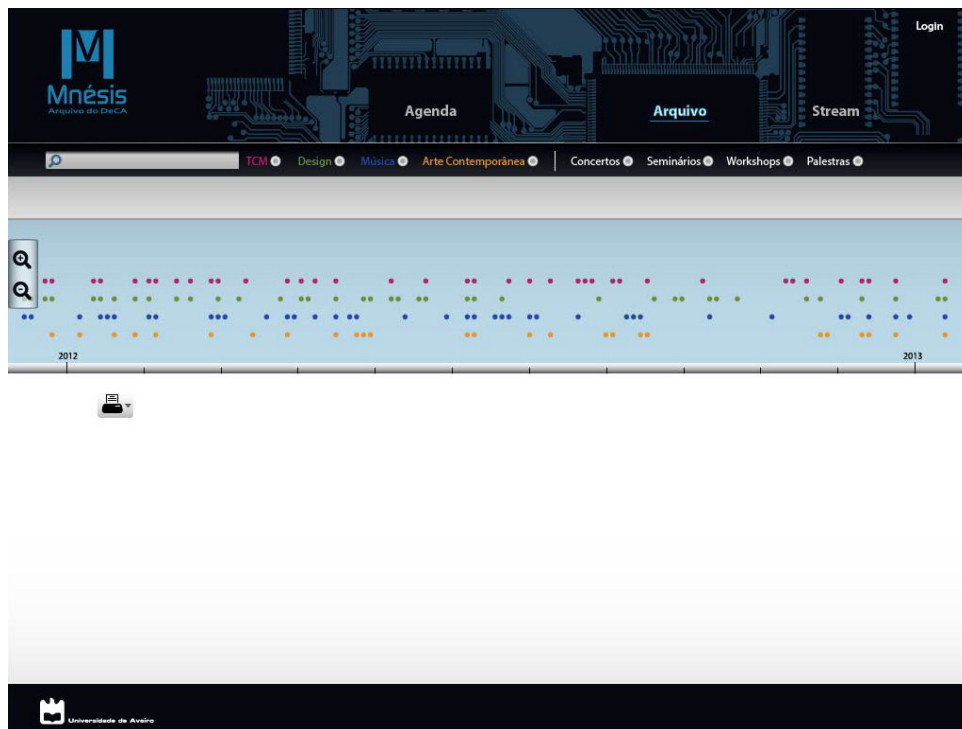 Login
Mnésis
Arquivo do DeCA
Agenda
Arquivo
Stream
TCM Design Música Arte Contemporânea Concertos Seminários Workshops Palestras
2012 2013
Universidade de Aveiro